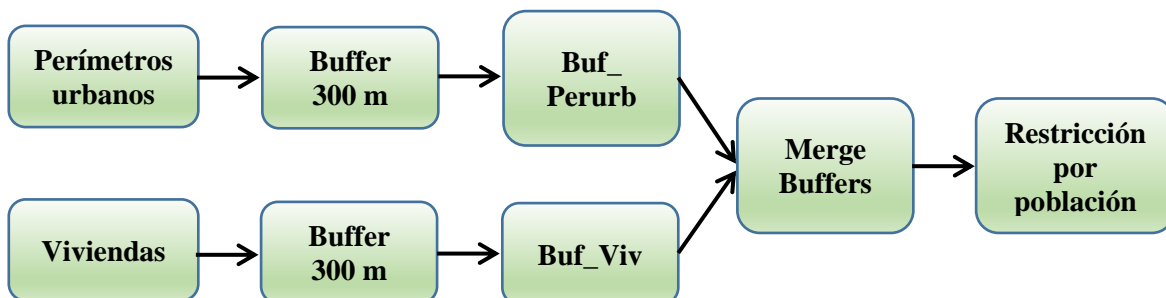 Perímetros
urbanos
Buffer
300 m
Buf_
Perurb
Viviendas
Buffer
300 m
Buf_Viv
Merge
Buffers
Restricción
por
población